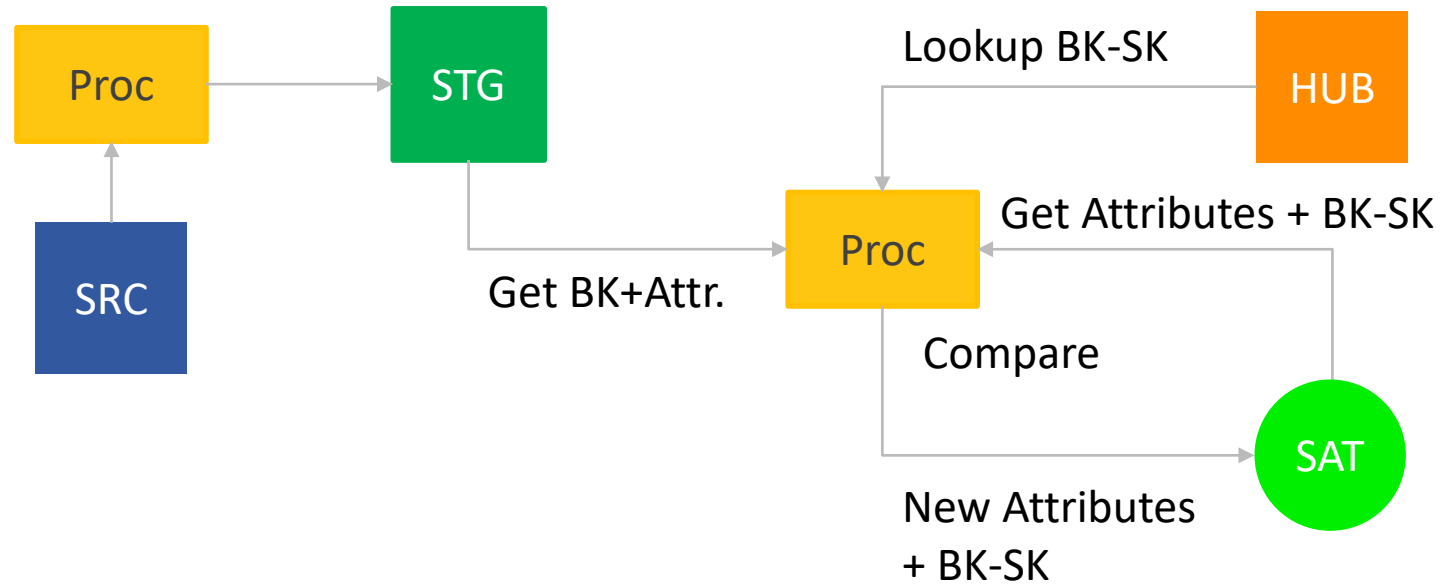 Proc
STG
Lookup BK-SK
HUB
SRC
Get BK+Attr.
Proc
Get Attributes + BK-SK
Compare
SAT
New Attributes
+ BK-SK